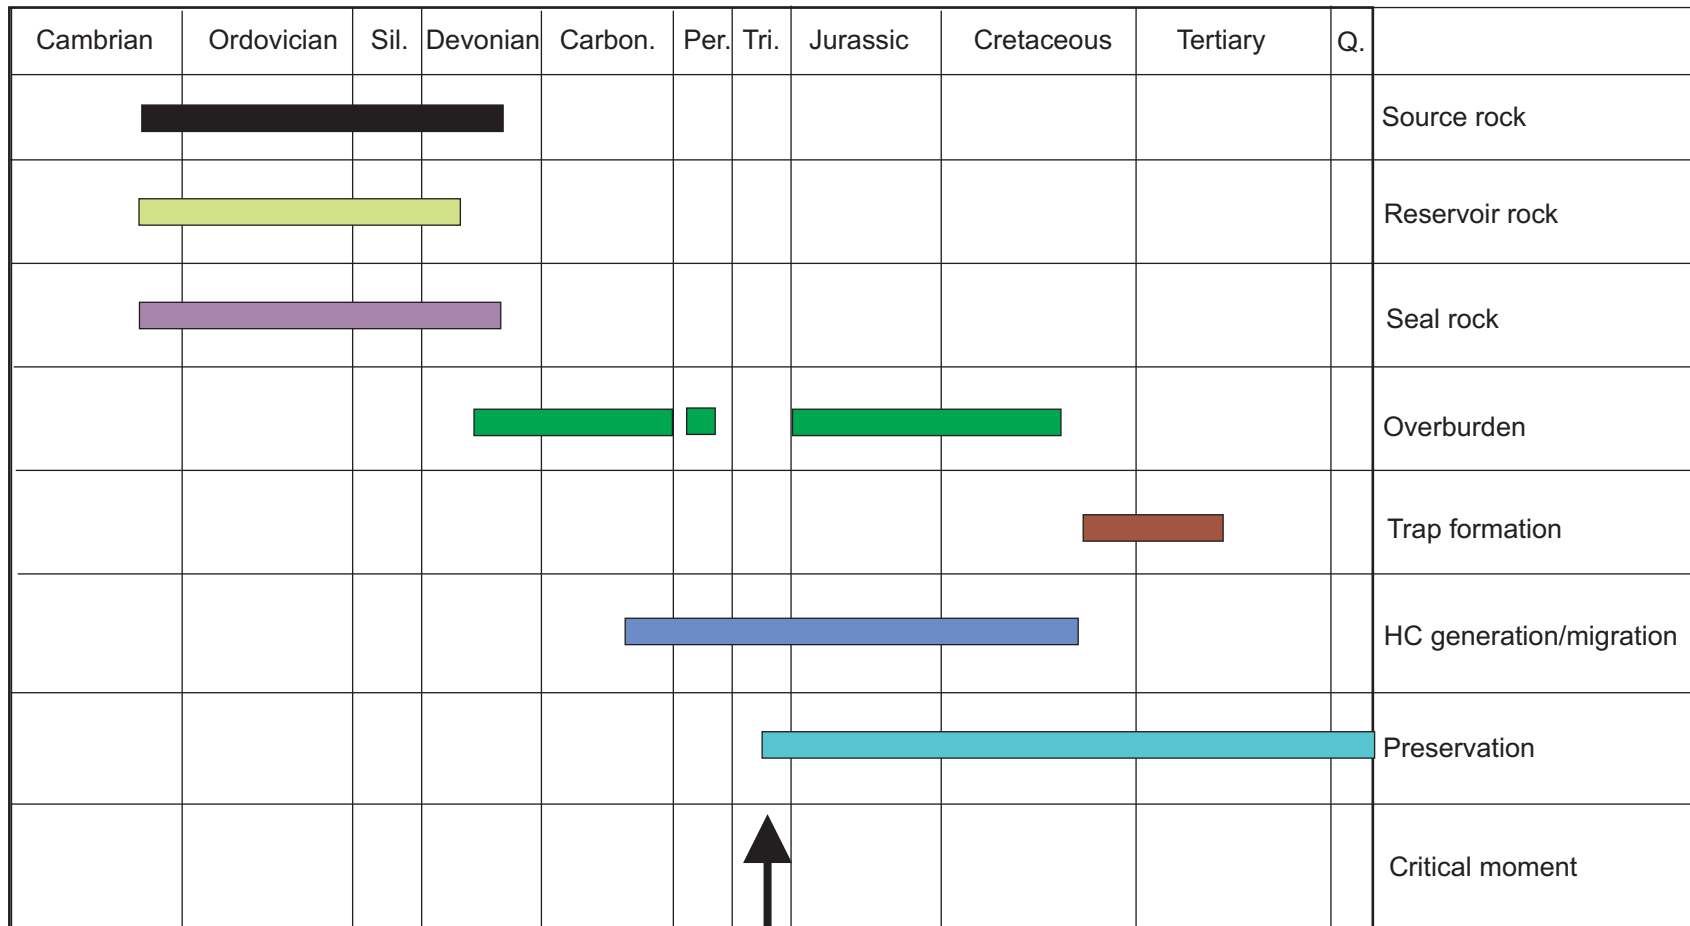 Cambrian Ordovician Sil. Devonian Carbon. Per. Tri. Jurassic Cretaceous Tertiary Q.
Source rock
Reservoir rock
Seal rock
Overburden
Trap formation
HC generation/migration
Preservation
Critical moment